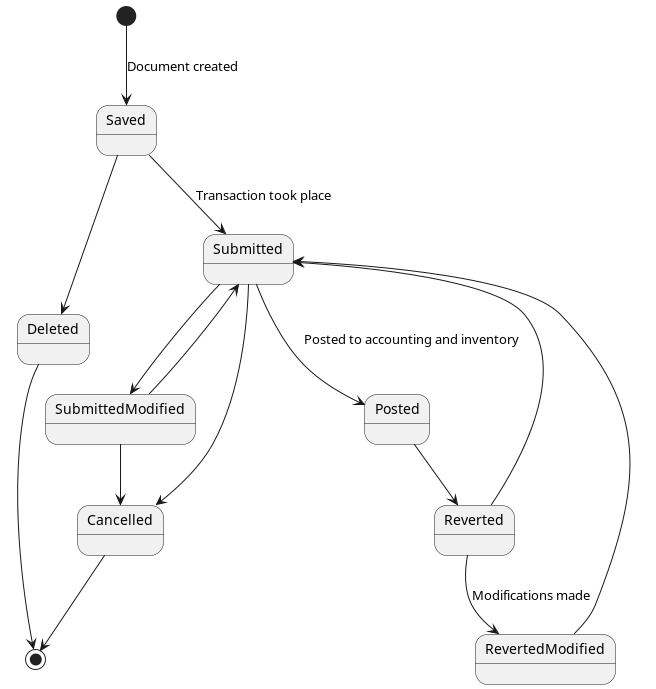 Document created
Saved
Transaction took place
Submitted
Deleted
Posted to accounting and inventory
SubmittedModified
Posted
Cancelled
Reverted
Modifications made
RevertedModified